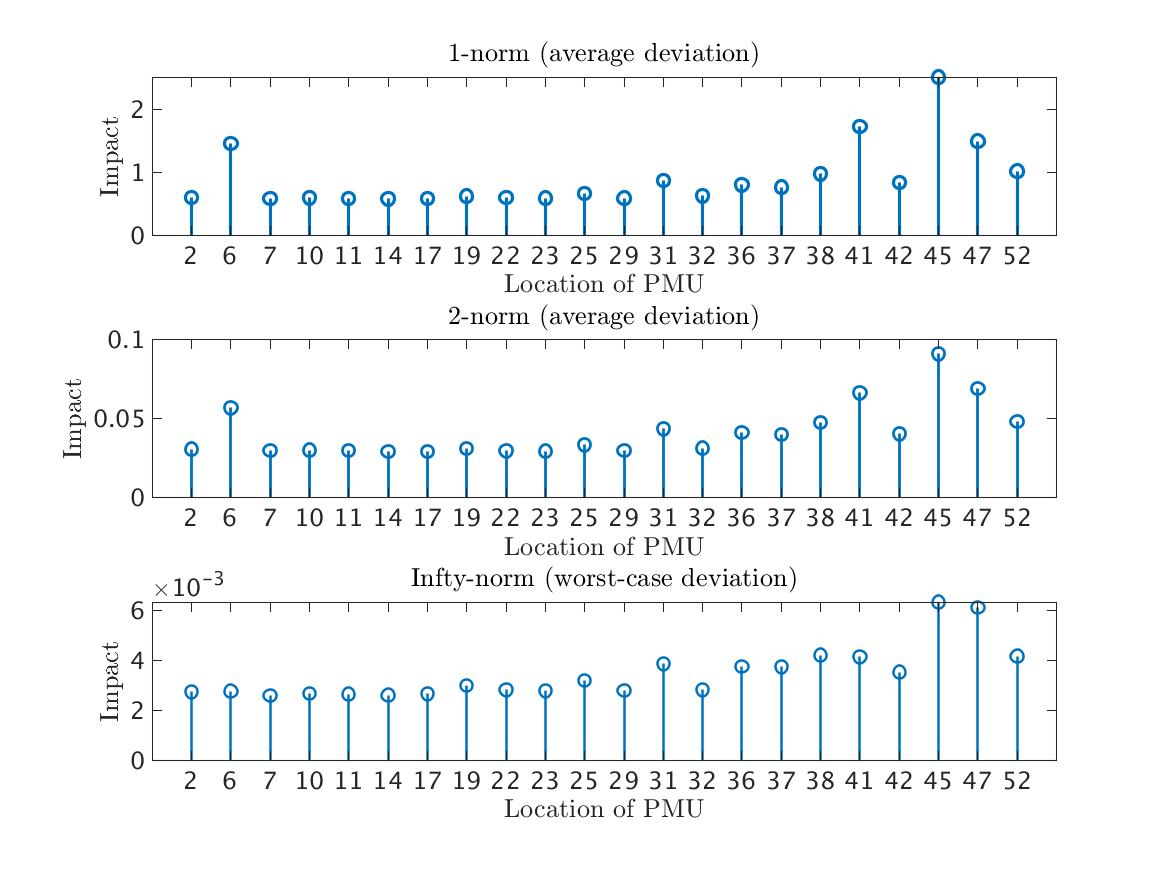 1-norm (average deviation)
Impact
2
1
0
2 6 7 10 11 14 17 19 22 23 25 29 31 32 36 37 38 41 42 45 47 52
Location of PMU
2-norm (average deviation)
Impact
0.1
0.05
0
2 6 7 10 11 14 17 19 22 23 25 29 31 32 36 37 38 41 42 45 47 52
Location of PMU
Infty-norm (worst-case deviation)
×10⁻³
Impact
6
4
2
0
2 6 7 10 11 14 17 19 22 23 25 29 31 32 36 37 38 41 42 45 47 52
Location of PMU